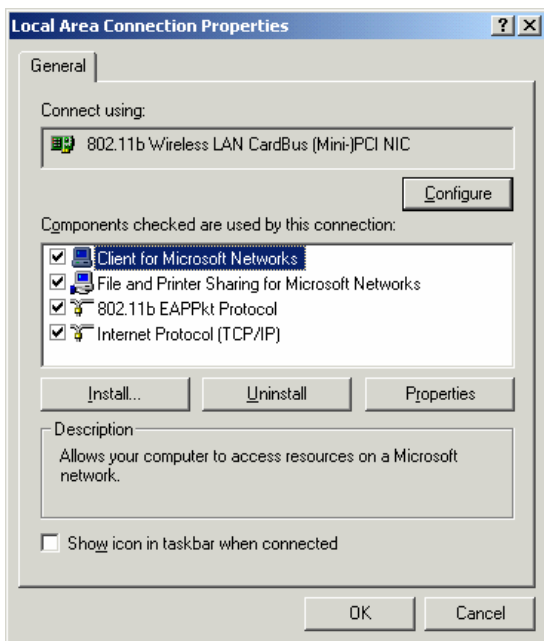 Local Area Connection Properties
General
Connect using:
802.11b Wireless LAN CardBus (Mini-)PCI NIC
Configure
Components checked are used by this connection:
Client for Microsoft Networks
File and Printer Sharing for Microsoft Networks
802.11b EAPPkt Protocol
Internet Protocol (TCP/IP)
Install... Uninstall Properties
Description
Allows your computer to access resources on a Microsoft
network.
Show icon in taskbar when connected
OK Cancel